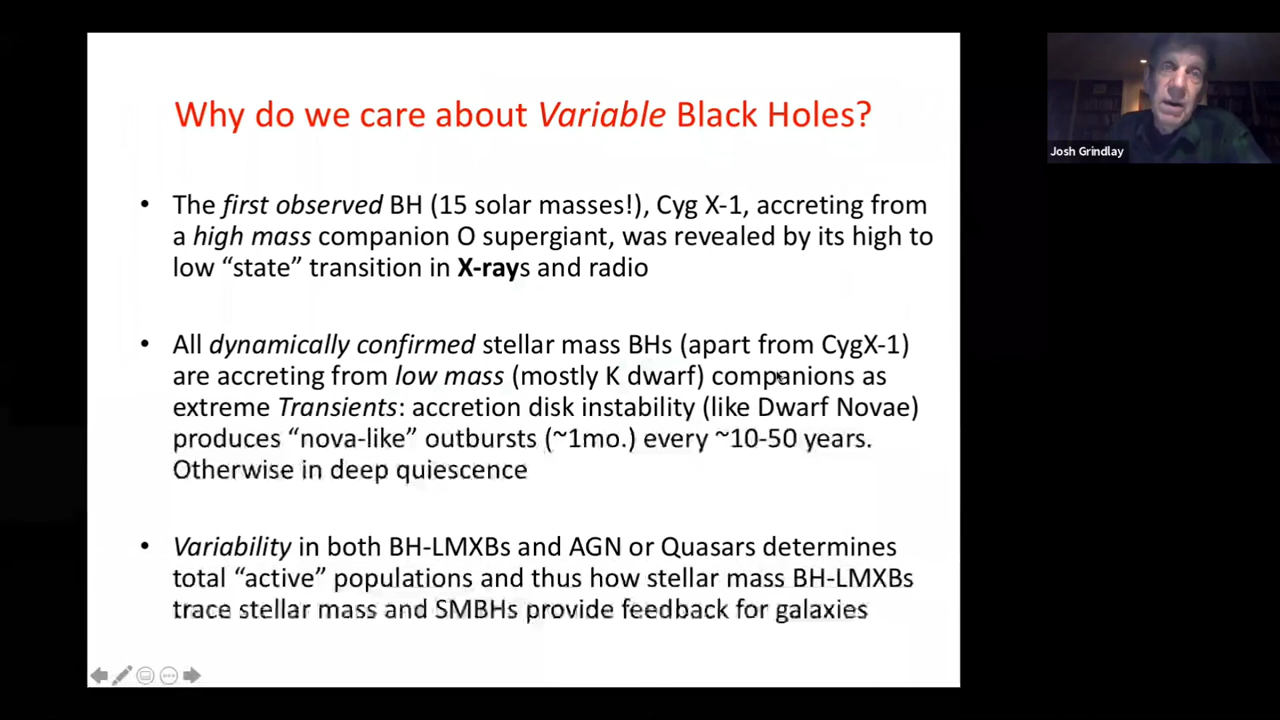 Why do we care about Variable Black Holes?
• The first observed BH (15 solar masses!), Cyg X-1, accreting from
a high mass companion O supergiant, was revealed by its high to
low “state” transition in X-rays and radio
• All dynamically confirmed stellar mass BHs (apart from CygX-1)
are accreting from low mass (mostly K dwarf) companions as
extreme Transients: accretion disk instability (like Dwarf Novae)
produces “nova-like” outbursts (~1mo.) every ~10-50 years.
Otherwise in deep quiescence
• Variability in both BH-LMXBs and AGN or Quasars determines
total “active” populations and thus how stellar mass BH-LMXBs
trace stellar mass and SMBHs provide feedback for galaxies
Josh Grindlay